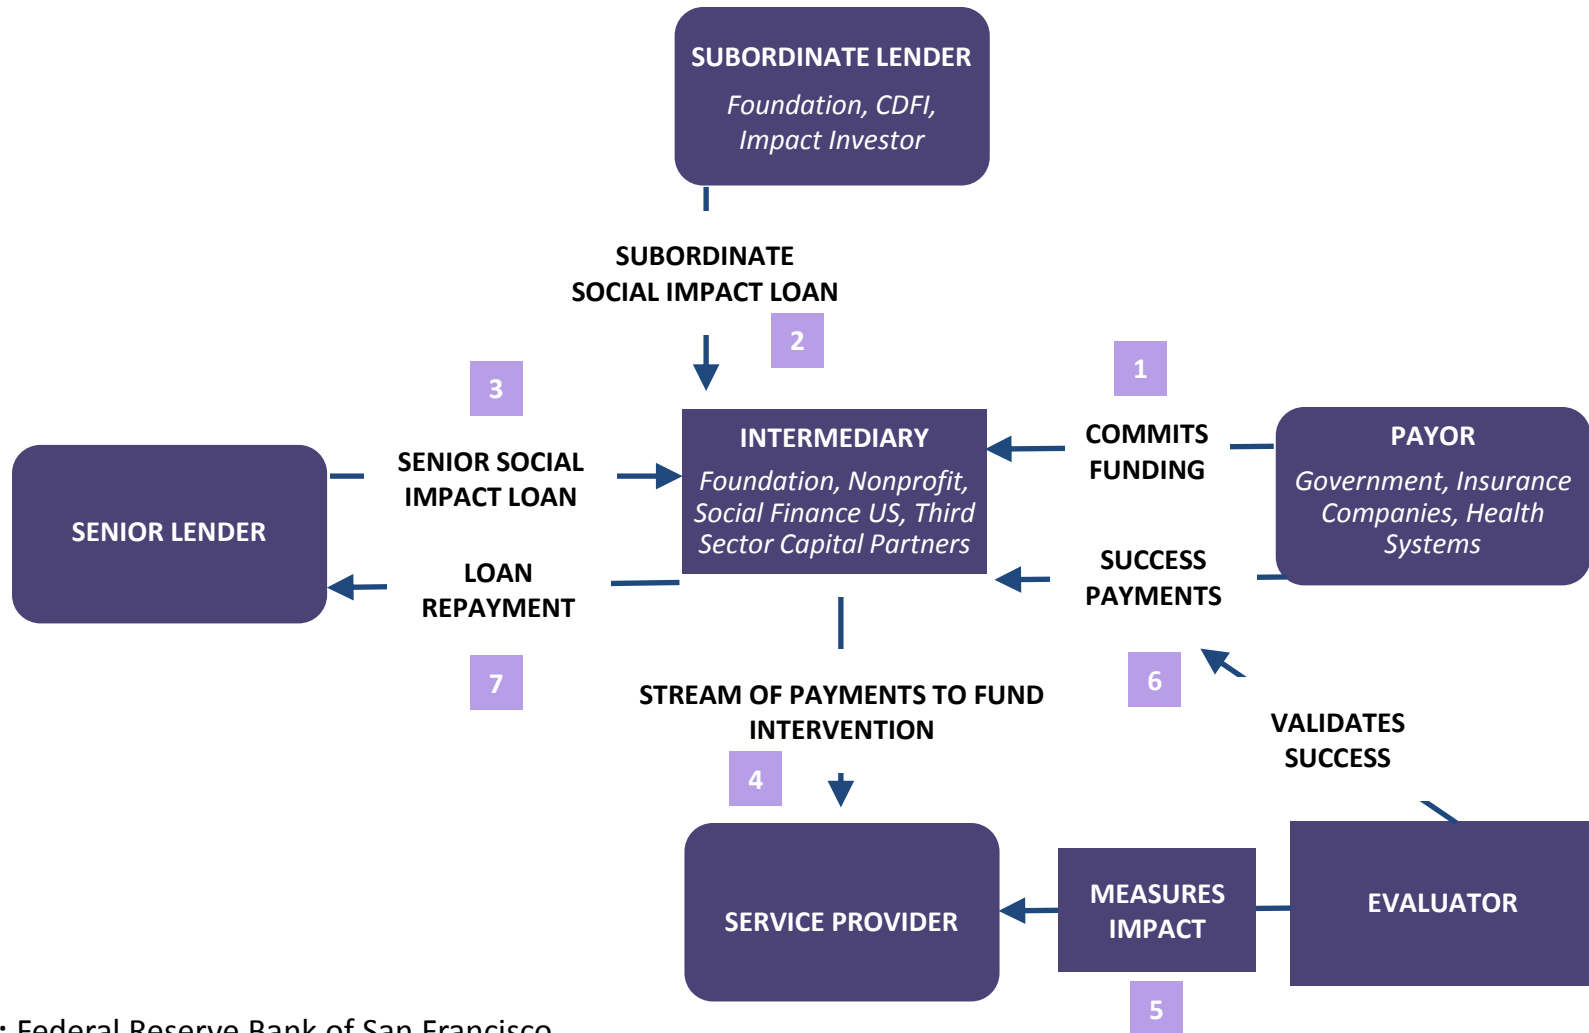 SUBORDINATE LENDER
Foundation, CDFI,
Impact Investor
SUBORDINATE
SOCIAL IMPACT LOAN
2
1
3
SENIOR SOCIAL
IMPACT LOAN
INTERMEDIARY
Foundation, Nonprofit,
Social Finance US, Third
Sector Capital Partners
COMMITS
FUNDING
PAYOR
Government, Insurance
Companies, Health
Systems
SENIOR LENDER
LOAN
REPAYMENT
SUCCESS
PAYMENTS
7
6
STREAM OF PAYMENTS TO FUND
INTERVENTION
VALIDATES
SUCCESS
4
SERVICE PROVIDER
MEASURES
IMPACT
EVALUATOR
5
: Federal Reserve Bank of San Francisco